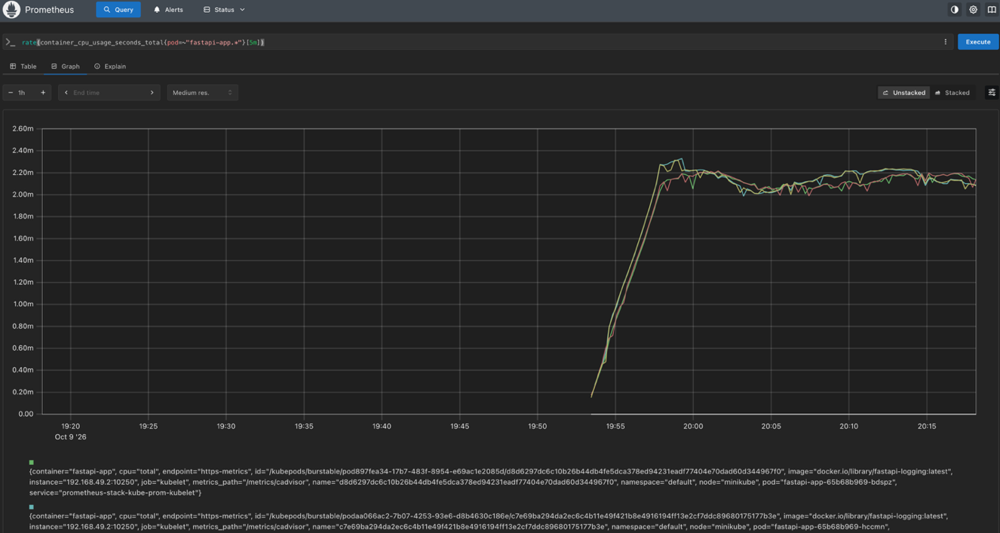 Prometheus Query Alerts Status
>_ rate(container_cpu_usage_seconds_total{pod=~"fastapi-app.*"}[5m]) Execute
Table Graph Explain
− 1h + < End time > Medium res. Unstacked Stacked
2.60m
2.40m
2.20m
2.00m
1.80m
1.60m
1.40m
1.20m
1.00m
0.80m
0.60m
0.40m
0.20m
0.00
19:20 19:25 19:30 19:35 19:40 19:45 19:50 19:55 20:00 20:05 20:10 20:15
Oct 9 '26
{container="fastapi-app", cpu="total", endpoint="https-metrics", id="/kubepods/burstable/pod897fea34-17b7-483f-8954-e69ac1e2085d/d8d6297dc6c10b26b44db4fe5dca378ed94231eadf77404e70dad60d344967f0", image="docker.io/library/fastapi-logging:latest",
instance="192.168.49.2:10250", job="kubelet", metrics_path="/metrics/cadvisor", name="d8d6297dc6c10b26b44db4fe5dca378ed94231eadf77404e70dad60d344967f0", namespace="default", node="minikube", pod="fastapi-app-65b68b969-bdspz",
service="prometheus-stack-kube-prom-kubelet"}
{container="fastapi-app", cpu="total", endpoint="https-metrics", id="/kubepods/burstable/podaa066ac2-7b07-4253-93e6-d8b4630c186e/c7e69ba294da2ec6c4b11e49f421b8e4916194ff13e2cf7ddc89680175177b3e", image="docker.io/library/fastapi-logging:latest",
instance="192.168.49.2:10250", job="kubelet", metrics_path="/metrics/cadvisor", name="c7e69ba294da2ec6c4b11e49f421b8e4916194ff13e2cf7ddc89680175177b3e", namespace="default", node="minikube", pod="fastapi-app-65b68b969-hccmn",